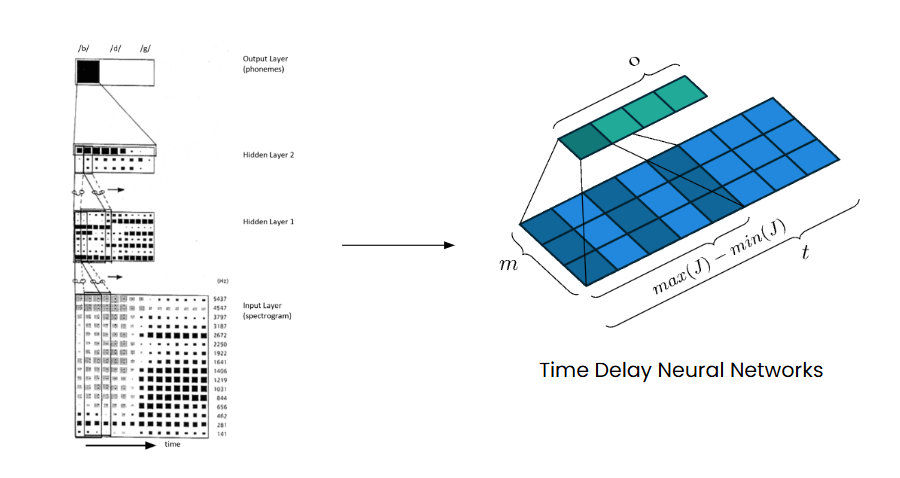 /b/ /d/ /g/
Output Layer
(phonemes)
Hidden Layer 2
Hidden Layer 1
(Hz)
Input Layer
(spectrogram)
5437
4547
3797
3187
2672
2250
1922
1641
1406
1219
1031
844
656
462
281
141
time
o
m
max(J) − min(J)
t
Time Delay Neural Networks